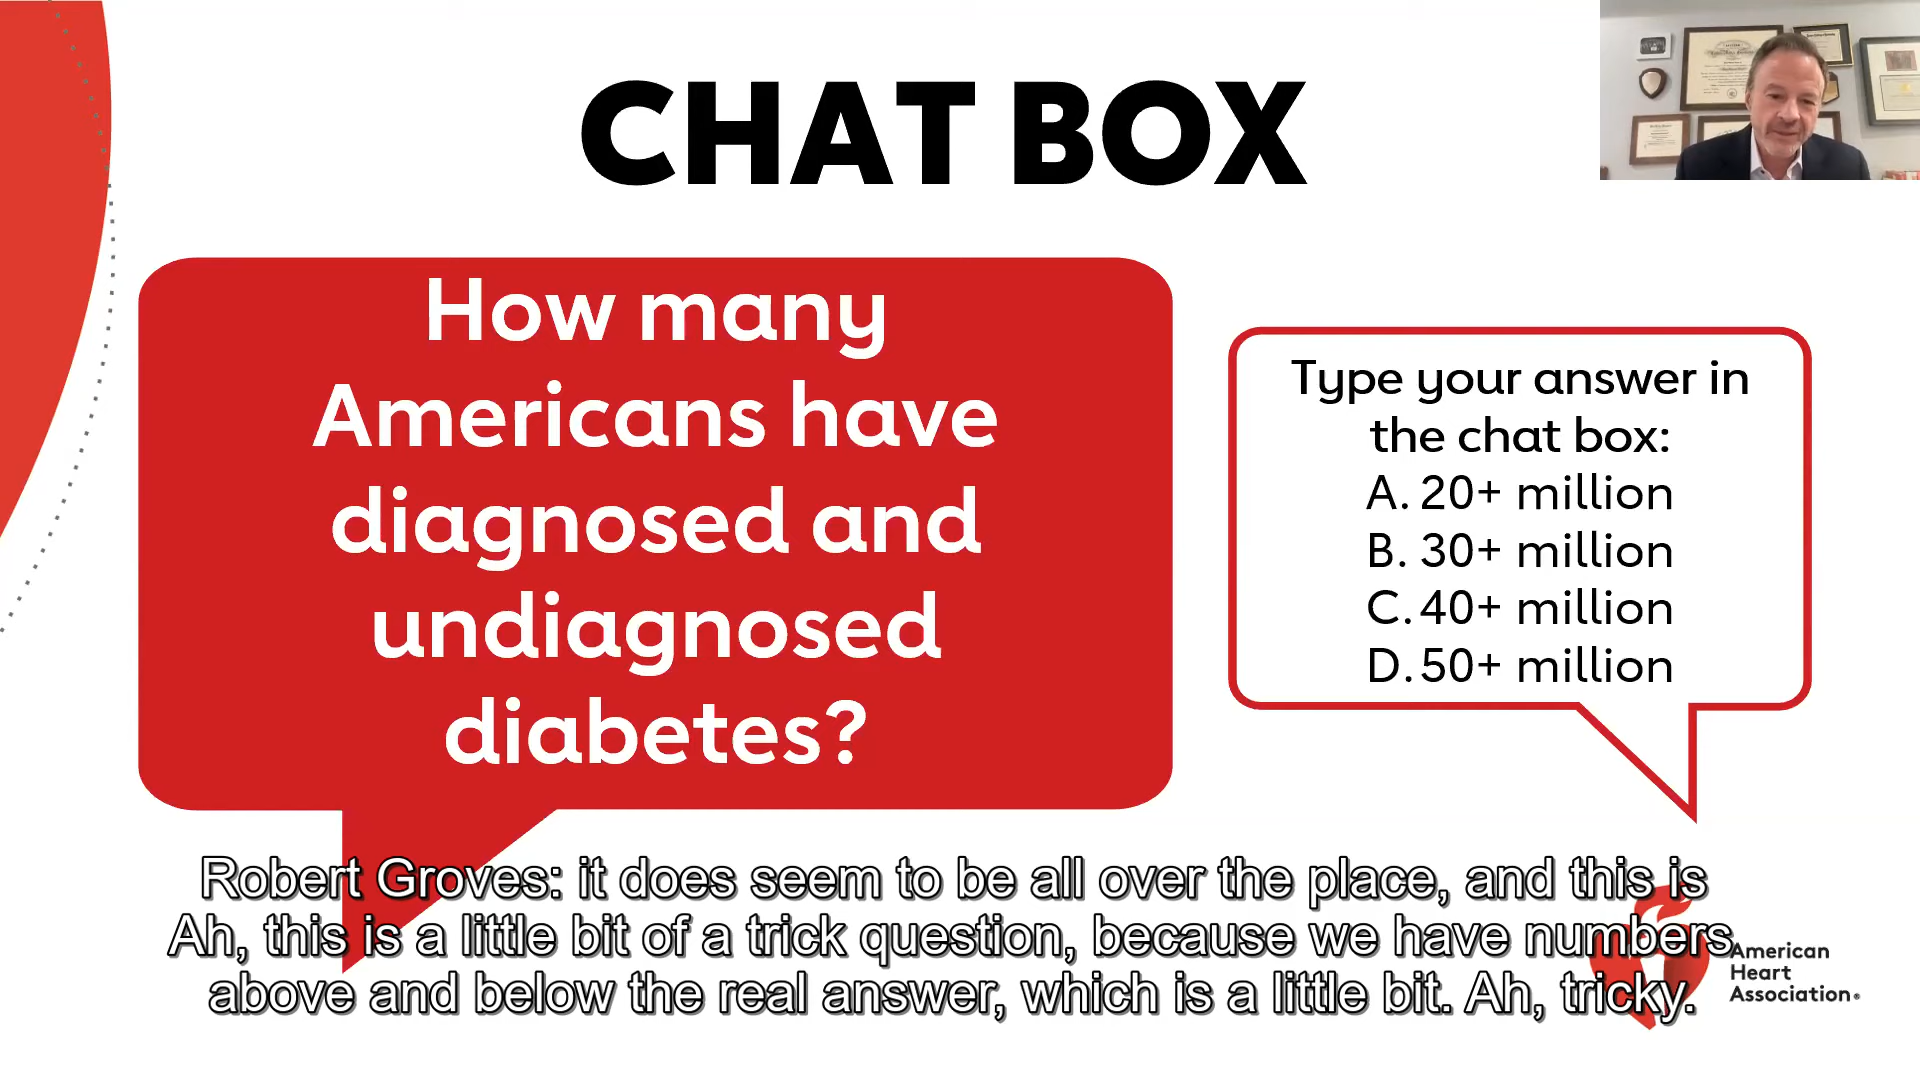 CHAT BOX
How many
Americans have
diagnosed and
undiagnosed
diabetes?
Type your answer in
the chat box:
A. 20+ million
B. 30+ million
C. 40+ million
D. 50+ million
Robert Groves: it does seem to be all over the place, and this is
Ah, this is a little bit of a trick question, because we have numbers
above and below the real answer, which is a little bit. Ah, tricky.
American
Heart
Association®